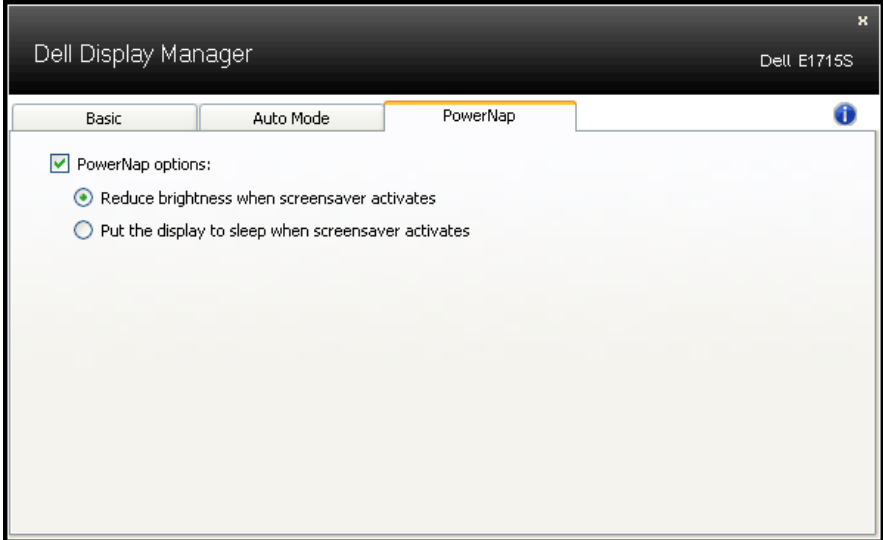 Dell Display Manager
Dell E1715S
Basic
Auto Mode
PowerNap
PowerNap options:
Reduce brightness when screensaver activates
Put the display to sleep when screensaver activates